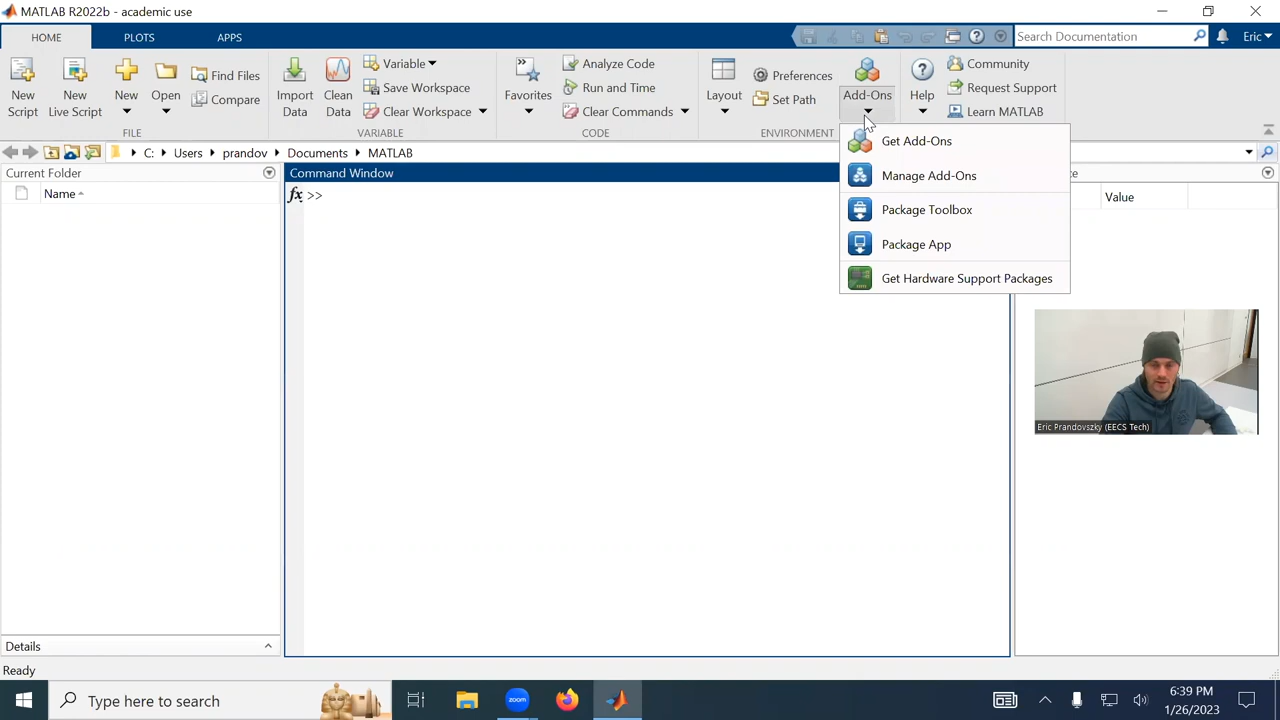 MATLAB R2022b - academic use
HOME PLOTS APPS
Search Documentation
Eric
New Script
New Live Script
New
Open
Find Files
Compare
FILE
Import Data
Clean Data
Variable
Save Workspace
Clear Workspace
VARIABLE
Favorites
Analyze Code
Run and Time
Clear Commands
CODE
Layout
Preferences
Set Path
ENVIRONMENT
Add-Ons
Help
Community
Request Support
Learn MATLAB
C: Users prandov Documents MATLAB
Current Folder
Name
Command Window
fx >>
Get Add-Ons
Manage Add-Ons
Package Toolbox
Package App
Get Hardware Support Packages
ce
Value
Eric Prandovszky (EECS Tech)
Details
Ready
Type here to search
zoom
6:39 PM
1/26/2023